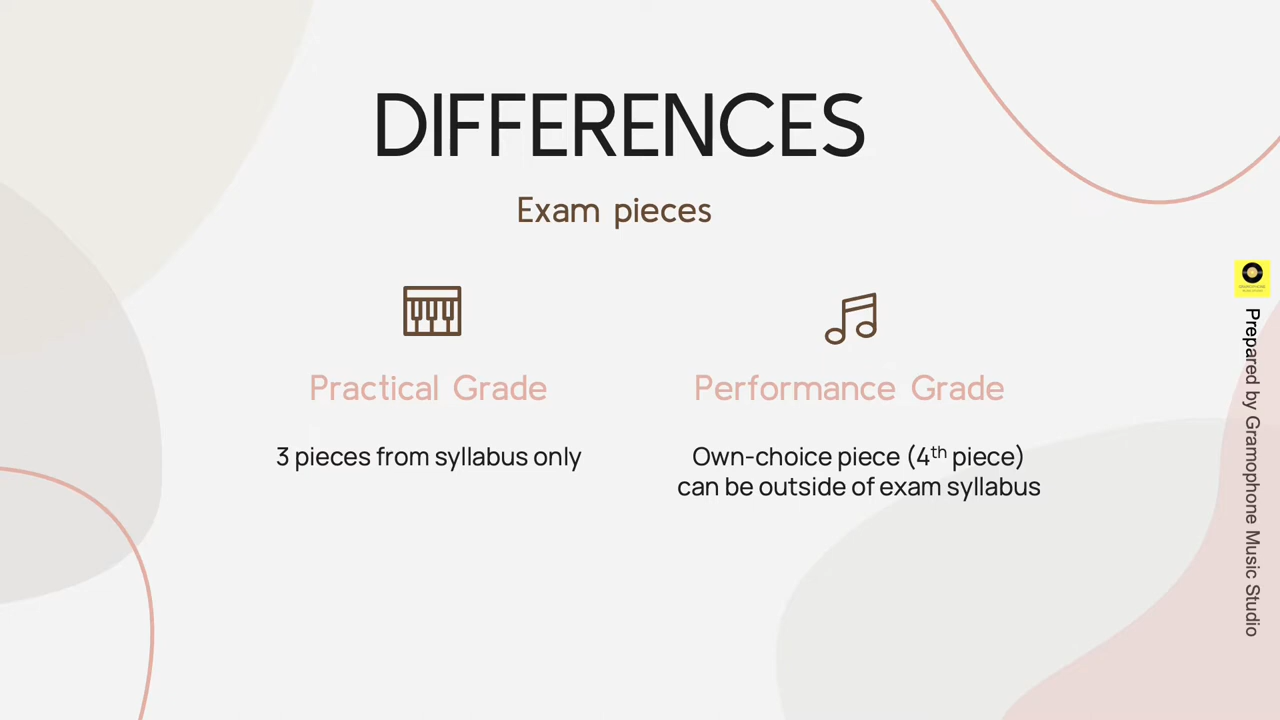 DIFFERENCES
Exam pieces
Practical Grade
3 pieces from syllabus only
Performance Grade
Own-choice piece (4th piece)
can be outside of exam syllabus
Prepared by Gramophone Music Studio